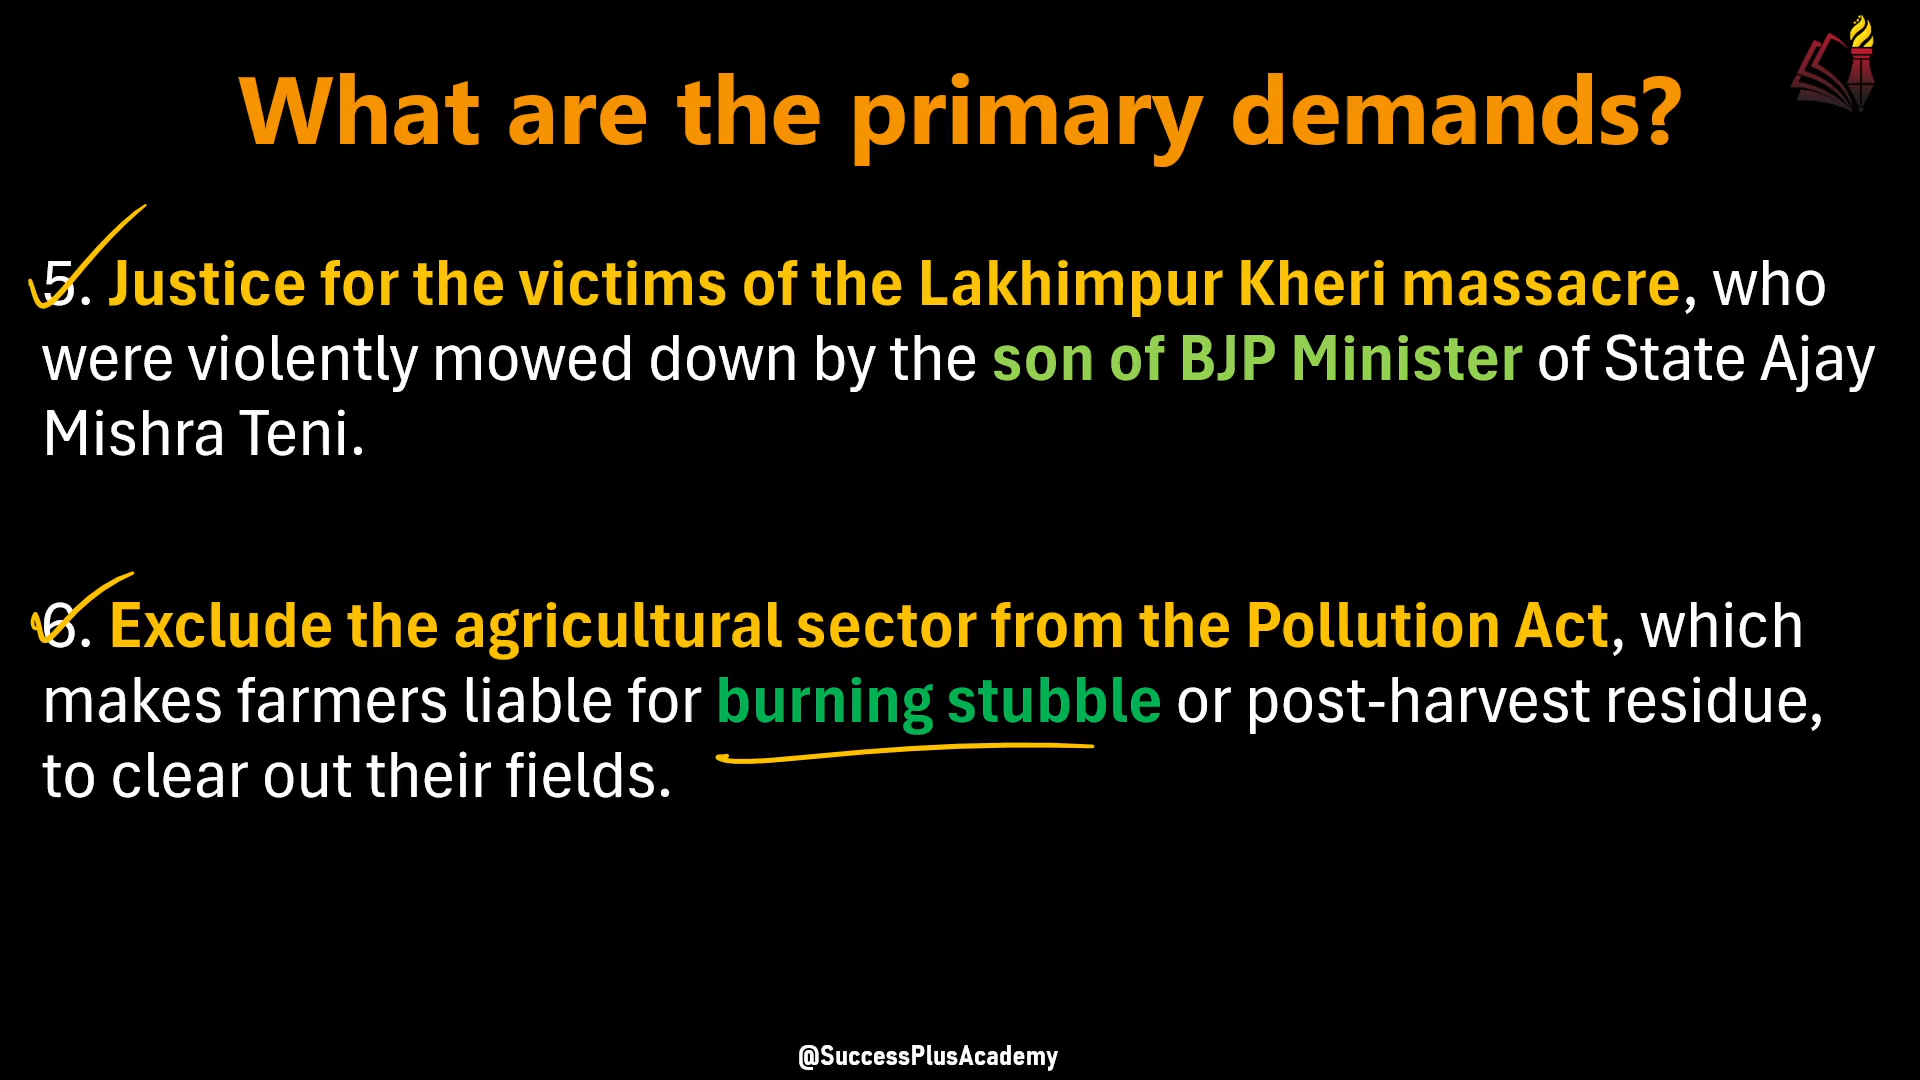 What are the primary demands?
5. Justice for the victims of the Lakhimpur Kheri massacre, who
were violently mowed down by the son of BJP Minister of State Ajay
Mishra Teni.
6. Exclude the agricultural sector from the Pollution Act, which
makes farmers liable for burning stubble or post-harvest residue,
to clear out their fields.
@SuccessPlusAcademy